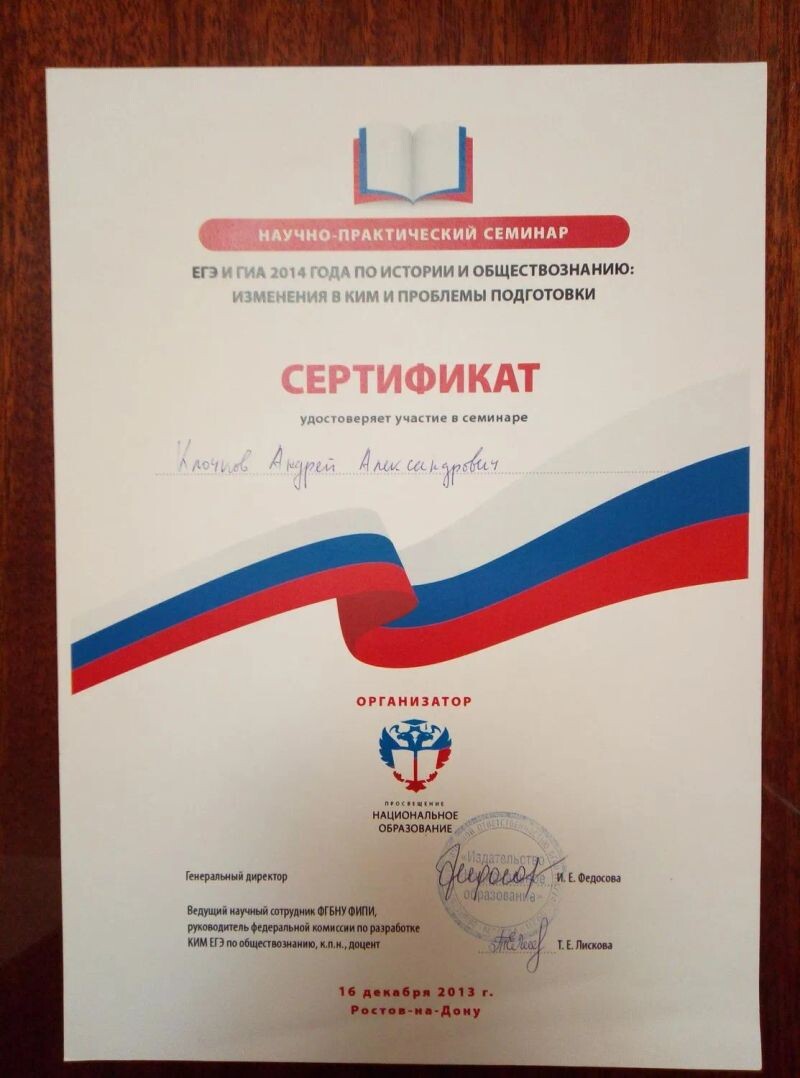 НАУЧНО-ПРАКТИЧЕСКИЙ СЕМИНАР
ЕГЭ И ГИА 2014 ГОДА ПО ИСТОРИИ И ОБЩЕСТВОЗНАНИЮ:
ИЗМЕНЕНИЯ В КИМ И ПРОБЛЕМЫ ПОДГОТОВКИ
СЕРТИФИКАТ
удостоверяет участие в семинаре
Андрей Александрович
ОРГАНИЗАТОР
ПРОСВЕЩЕНИЕ
НАЦИОНАЛЬНОЕ
ОБРАЗОВАНИЕ
«Издательство
образование»
Генеральный директор
И. Е. Федосова
Ведущий научный сотрудник ФГБНУ ФИПИ,
руководитель федеральной комиссии по разработке
КИМ ЕГЭ по обществознанию, к.п.н., доцент
Т. Е. Лискова
16 декабря 2013 г.
Ростов-на-Дону